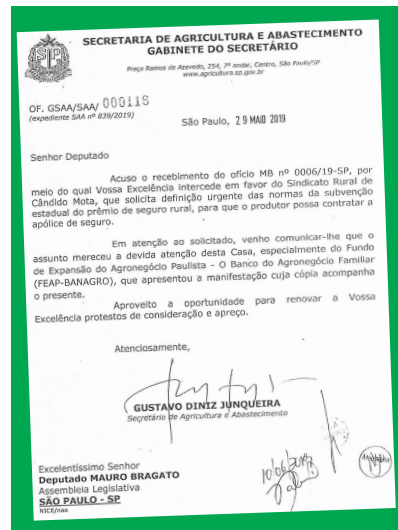 SECRETARIA DE AGRICULTURA E ABASTECIMENTO
GABINETE DO SECRETÁRIO
Praça Ramos de Azevedo, 254, 7º andar, Centro, São Paulo/SP
www.agricultura.sp.gov.br
OF. GSAA/SAA/ 000116
(expediente SAA nº 839/2019)
São Paulo, 29 MAIO 2019
Senhor Deputado
Acuso o recebimento do ofício MB nº 0006/19-SP, por
meio do qual Vossa Excelência intercede em favor do Sindicato Rural de
Cândido Mota, que solicita definição urgente das normas da subvenção
estadual do prêmio de seguro rural, para que o produtor possa contratar a
apólice de seguro.
Em atenção ao solicitado, venho comunicar-lhe que o
assunto mereceu a devida atenção desta Casa, especialmente do Fundo
de Expansão do Agronegócio Paulista - O Banco do Agronegócio Familiar
(FEAP-BANAGRO), que apresentou a manifestação cuja cópia acompanha
o presente.
Aproveito a oportunidade para renovar a Vossa
Excelência protestos de consideração e apreço.
Atenciosamente,
GUSTAVO DINIZ JUNQUEIRA
Secretário de Agricultura e Abastecimento
Excelentíssimo Senhor
Deputado MAURO BRAGATO
Assembleia Legislativa
SÃO PAULO - SP
NICE/naa
10/06/2019